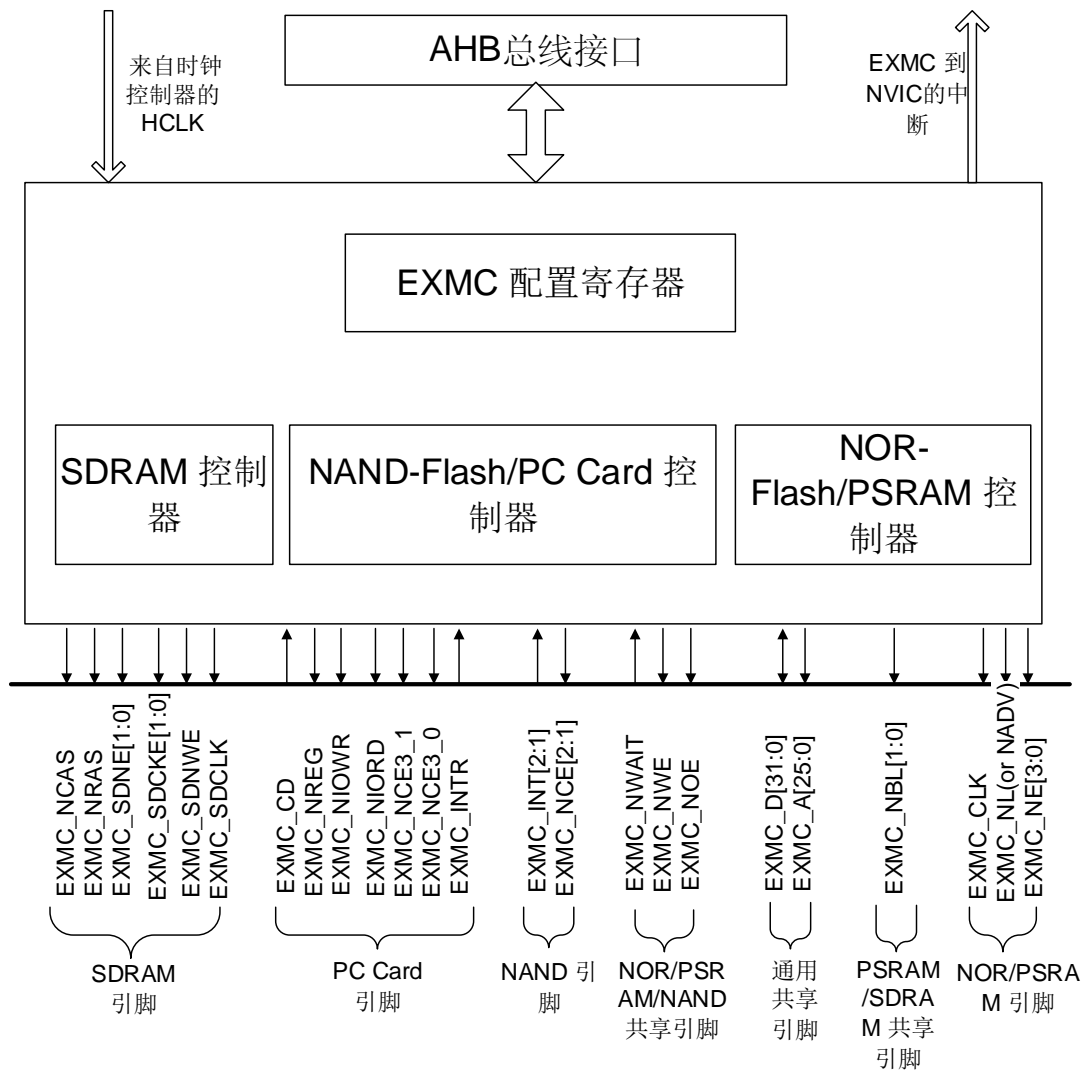 来自时钟
控制器的
HCLK
AHB总线接口
EXMC 到
NVIC的中
断
EXMC 配置寄存器
SDRAM 控制
器
NAND-Flash/PC Card 控
制器
NOR-
Flash/PSRAM 控
制器
EXMC_NCAS
EXMC_NRAS
EXMC_SDNE[1:0]
EXMC_SDCKE[1:0]
EXMC_SDNWE
EXMC_SDCLK
EXMC_CD
EXMC_NREG
EXMC_NIOWR
EXMC_NIORD
EXMC_NCE3_1
EXMC_NCE3_0
EXMC_INTR
EXMC_INT[2:1]
EXMC_NCE[2:1]
EXMC_NWAIT
EXMC_NWE
EXMC_NOE
EXMC_D[31:0]
EXMC_A[25:0]
EXMC_NBL[1:0]
EXMC_CLK
EXMC_NL(or NADV)
EXMC_NE[3:0]
SDRAM
引脚
PC Card
引脚
NAND 引
脚
NOR/PSR
AM/NAND
共享引脚
通用
共享
引脚
PSRAM
/SDRA
M 共享
引脚
NOR/PSRA
M 引脚